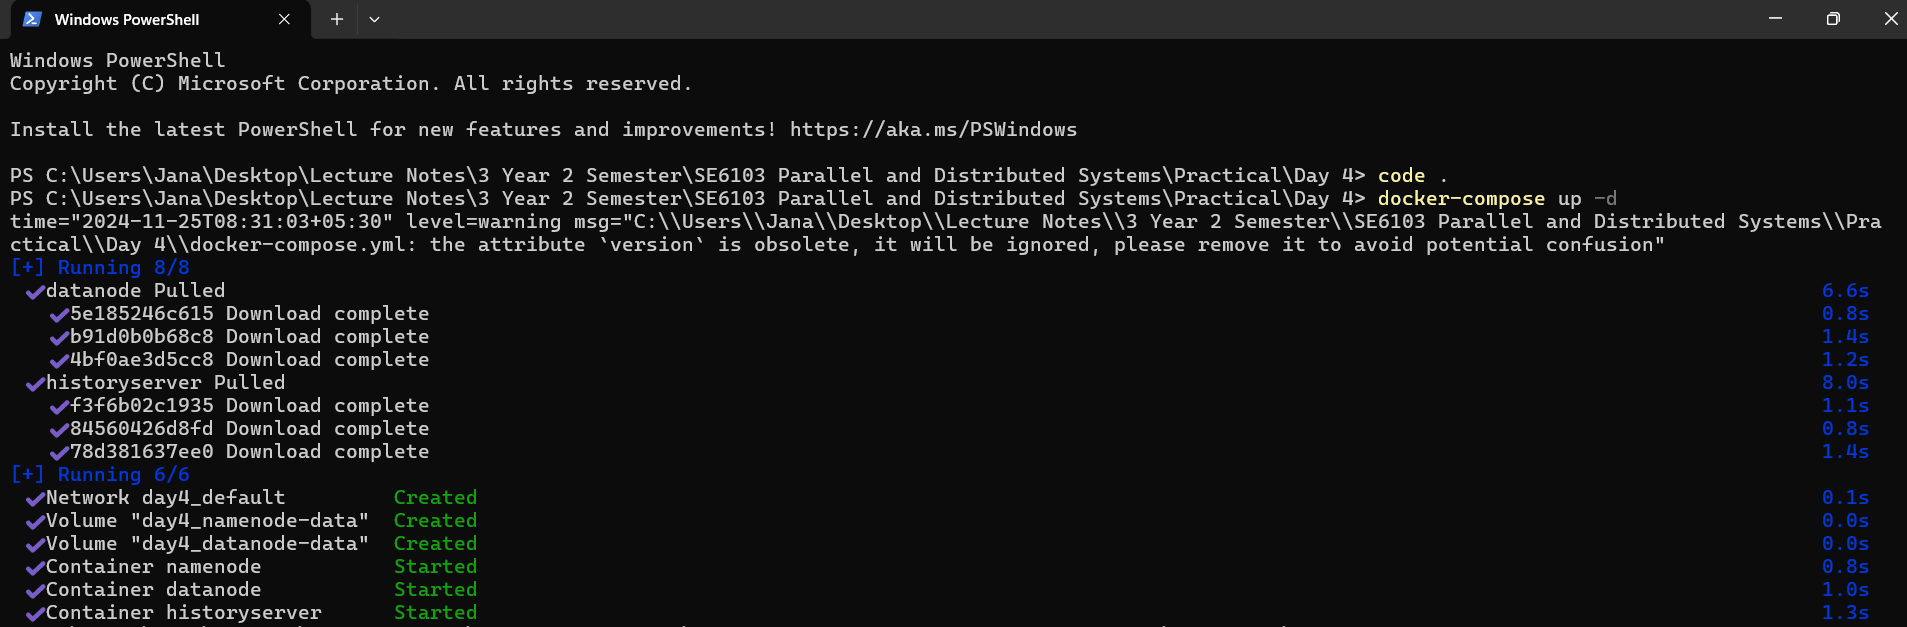 Windows PowerShell
Windows PowerShell
Copyright (C) Microsoft Corporation. All rights reserved.
Install the latest PowerShell for new features and improvements! https://aka.ms/PSWindows
PS C:\Users\Jana\Desktop\Lecture Notes\3 Year 2 Semester\SE6103 Parallel and Distributed Systems\Practical\Day 4> code .
PS C:\Users\Jana\Desktop\Lecture Notes\3 Year 2 Semester\SE6103 Parallel and Distributed Systems\Practical\Day 4> docker-compose up -d
time="2024-11-25T08:31:03+05:30" level=warning msg="C:\\Users\\Jana\\Desktop\\Lecture Notes\\3 Year 2 Semester\\SE6103 Parallel and Distributed Systems\\Pra
ctical\\Day 4\\docker-compose.yml: the attribute `version` is obsolete, it will be ignored, please remove it to avoid potential confusion"
[+] Running 8/8
✔datanode Pulled 6.6s
✔5e185246c615 Download complete 0.8s
✔b91d0b0b68c8 Download complete 1.4s
✔4bf0ae3d5cc8 Download complete 1.2s
✔historyserver Pulled 8.0s
✔f3f6b02c1935 Download complete 1.1s
✔84560426d8fd Download complete 0.8s
✔78d381637ee0 Download complete 1.4s
[+] Running 6/6
✔Network day4_default Created 0.1s
✔Volume "day4_namenode-data" Created 0.0s
✔Volume "day4_datanode-data" Created 0.0s
✔Container namenode Started 0.8s
✔Container datanode Started 1.0s
✔Container historyserver Started 1.3s